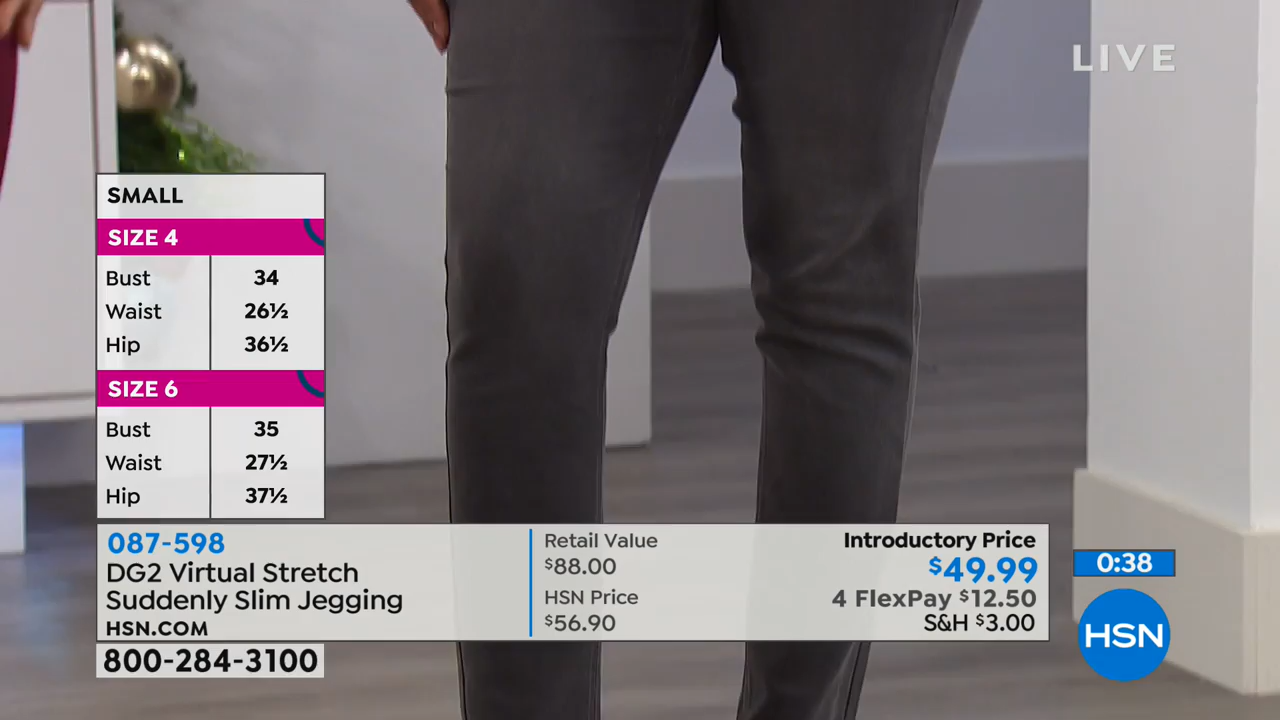 LIVE
SMALL
SIZE 4
Bust 34
Waist 26½
Hip 36½
SIZE 6
Bust 35
Waist 27½
Hip 37½
087-598
DG2 Virtual Stretch
Suddenly Slim Jegging
HSN.COM
800-284-3100
Retail Value
$88.00
HSN Price
$56.90
Introductory Price
$49.99
4 FlexPay $12.50
S&H $3.00
0:38
HSN